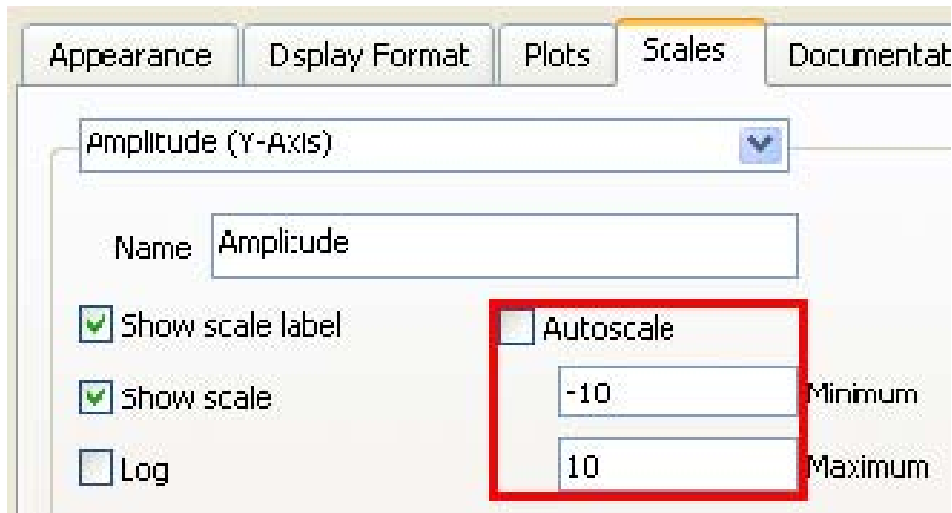 Appearance
Display Format
Plots
Scales
Documentat
Amplitude (Y-Axis)
Name
Amplitude
Show scale label
Autoscale
Show scale
-10
Minimum
Log
10
Maximum